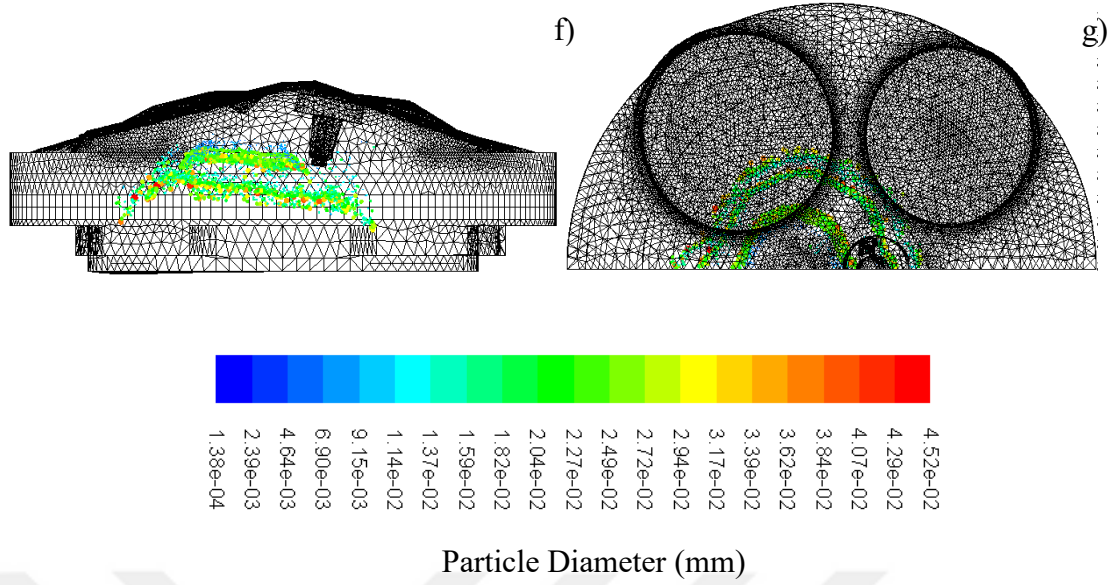 f)
g)
1.38e-04
2.39e-03
4.64e-03
6.90e-03
9.15e-03
1.14e-02
1.37e-02
1.59e-02
1.82e-02
2.04e-02
2.27e-02
2.49e-02
2.72e-02
2.94e-02
3.17e-02
3.39e-02
3.62e-02
3.84e-02
4.07e-02
4.29e-02
4.52e-02
Particle Diameter (mm)